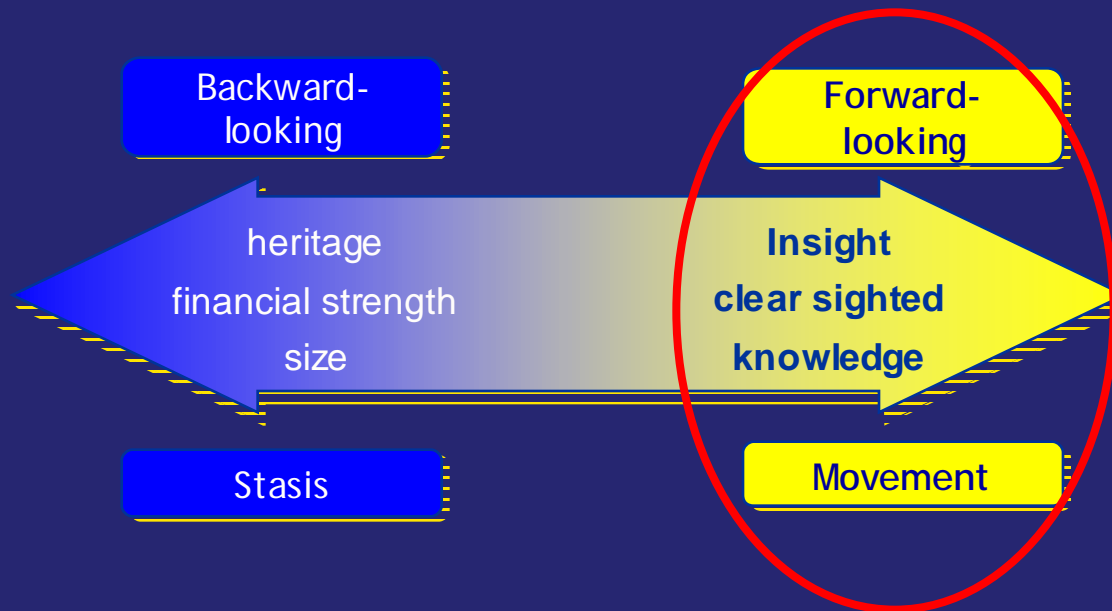 Backward-
looking
Forward-
looking
heritage
financial strength
size
Insight
clear sighted
knowledge
Stasis
Movement